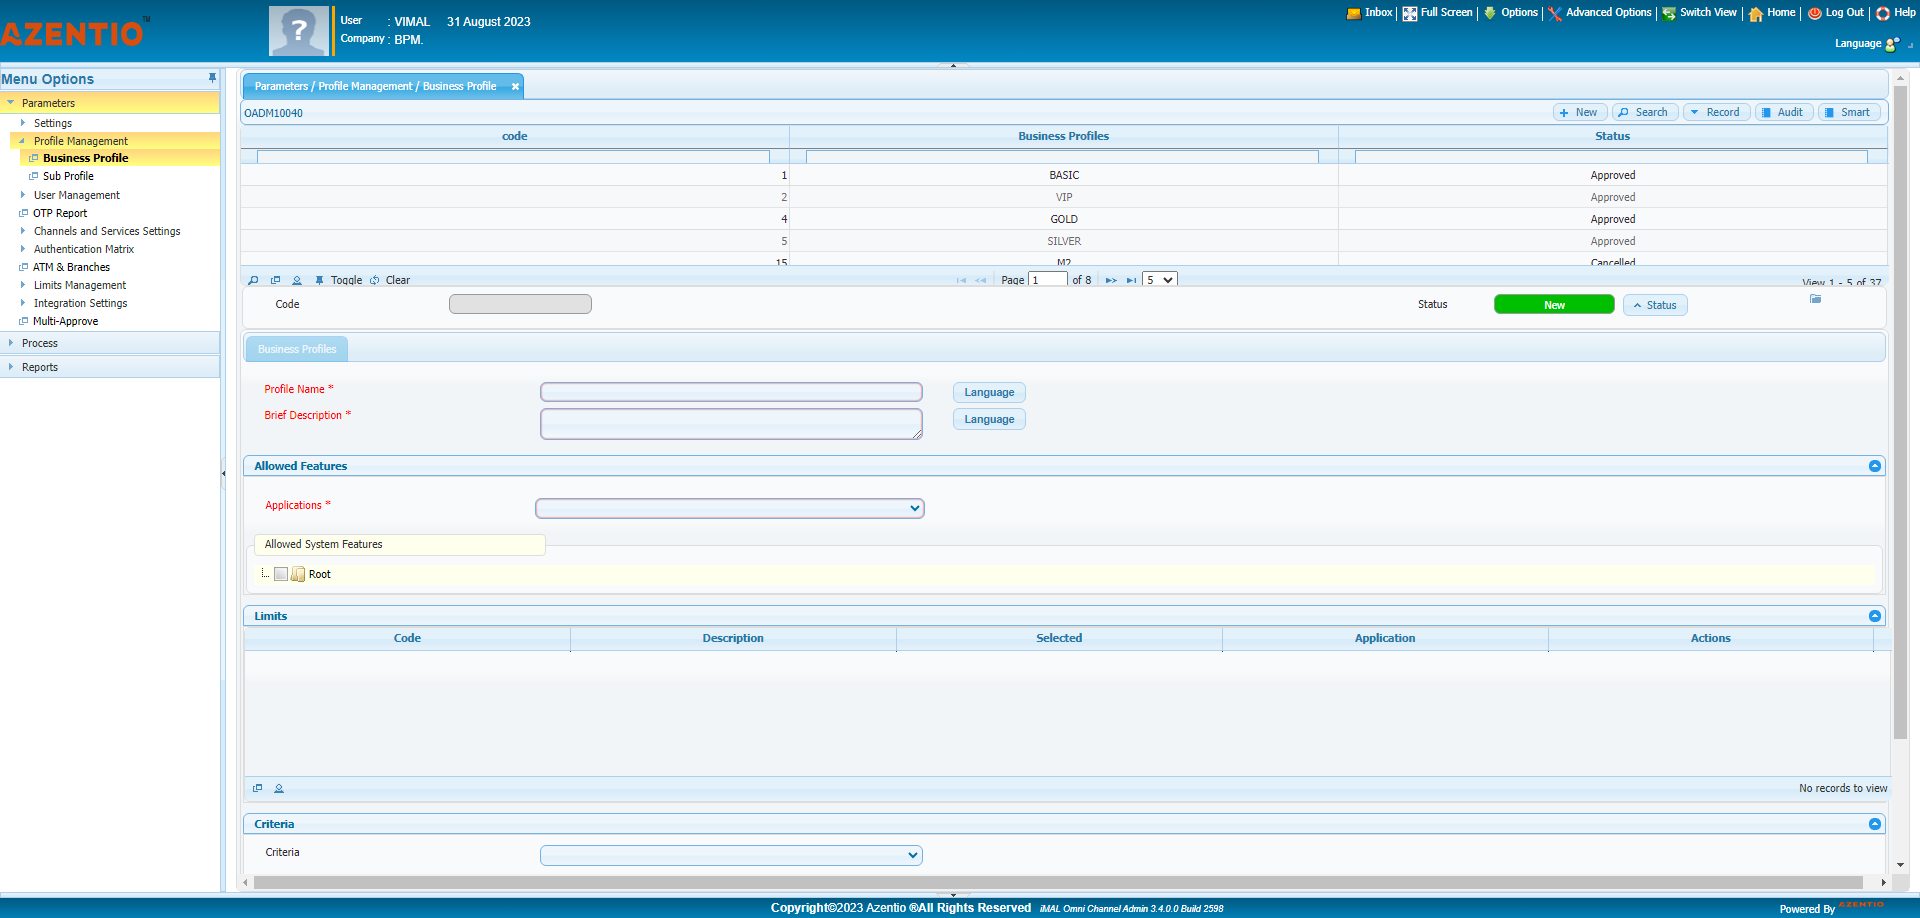 AZENTIO™
User : VIMAL 31 August 2023
Company : BPM.
Inbox Full Screen Options Advanced Options Switch View Home Log Out Help
Language
Menu Options
Parameters
Settings
Profile Management
Business Profile
Sub Profile
User Management
OTP Report
Channels and Services Settings
Authentication Matrix
ATM & Branches
Limits Management
Integration Settings
Multi-Approve
Process
Reports
Parameters / Profile Management / Business Profile
OADM10040
New Search Record Audit Smart
code Business Profiles Status
1 BASIC Approved
2 VIP Approved
4 GOLD Approved
5 SILVER Approved
15 M2 Cancelled
Toggle Clear Page 1 of 8 5 View 1 - 5 of 37
Code Status New Status
Business Profiles
Profile Name * Language
Brief Description * Language
Allowed Features
Applications *
Allowed System Features
Root
Limits
Code Description Selected Application Actions
No records to view
Criteria
Criteria
Copyright©2023 Azentio ®All Rights Reserved iMAL Omni Channel Admin 3.4.0.0 Build 2598
Powered By AZENTIO